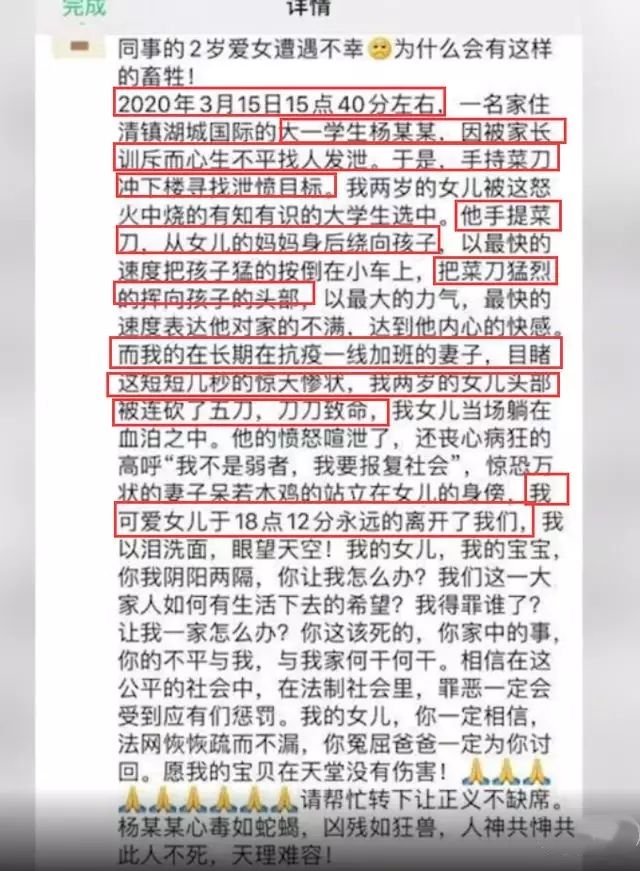 完成
详情
同事的2岁爱女遭遇不幸😟为什么会有这样
的畜牲！
2020年3月15日15点40分左右，一名家住
清镇湖城国际的大一学生杨某某，因被家长
训斥而心生不平找人发泄。于是，手持菜刀
冲下楼寻找泄愤目标。我两岁的女儿被这怒
火中烧的有知有识的大学生选中。他手提菜
刀，从女儿的妈妈身后绕向孩子，以最快的
速度把孩子猛的按倒在小车上，把菜刀猛烈
的挥向孩子的头部，以最大的力气，最快的
速度表达他对家的不满，达到他内心的快感。
而我的在长期在抗疫一线加班的妻子，目睹
这短短几秒的惊天惨状，我两岁的女儿头部
被连砍了五刀，刀刀致命，我女儿当场躺在
血泊之中。他的愤怒喧泄了，还丧心病狂的
高呼“我不是弱者，我要报复社会”，惊恐万
状的妻子呆若木鸡的站立在女儿的身傍，我
可爱女儿于18点12分永远的离开了我们，我
以泪洗面，眼望天空！我的女儿，我的宝宝，
你我阴阳两隔，你让我怎么办？我们这一大
家人如何有生活下去的希望？我得罪谁了？
让我一家怎么办？你这该死的，你家中的事，
你的不平与我，与我家何干何干。相信在这
公平的社会中，在法制社会里，罪恶一定会
受到应有们惩罚。我的女儿，你一定相信，
法网恢恢疏而不漏，你冤屈爸爸一定为你讨
回。愿我的宝贝在天堂没有伤害！🙏🙏🙏
🙏🙏🙏🙏🙏🙏请帮忙转下让正义不缺席。
杨某某心毒如蛇蝎，凶残如狂兽，人神共忡共
此人不死，天理难容！